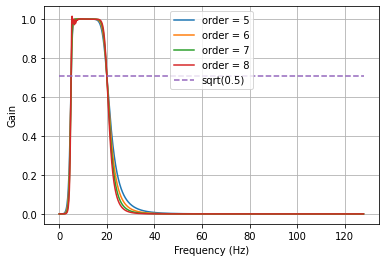 1.0
0.8
0.6
0.4
0.2
0.0
Gain
order = 5
order = 6
order = 7
order = 8
sqrt(0.5)
0 20 40 60 80 100 120
Frequency (Hz)